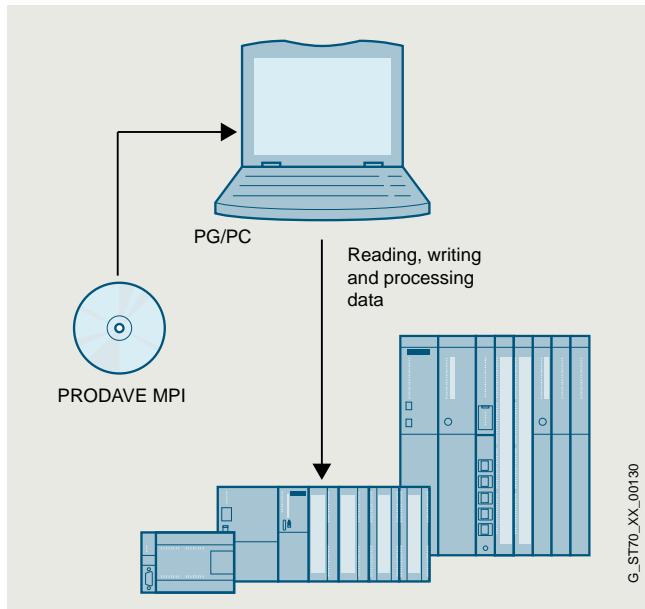 PG/PC
Reading, writing
and processing
data
PRODAVE MPI
G_ST70_XX_00130